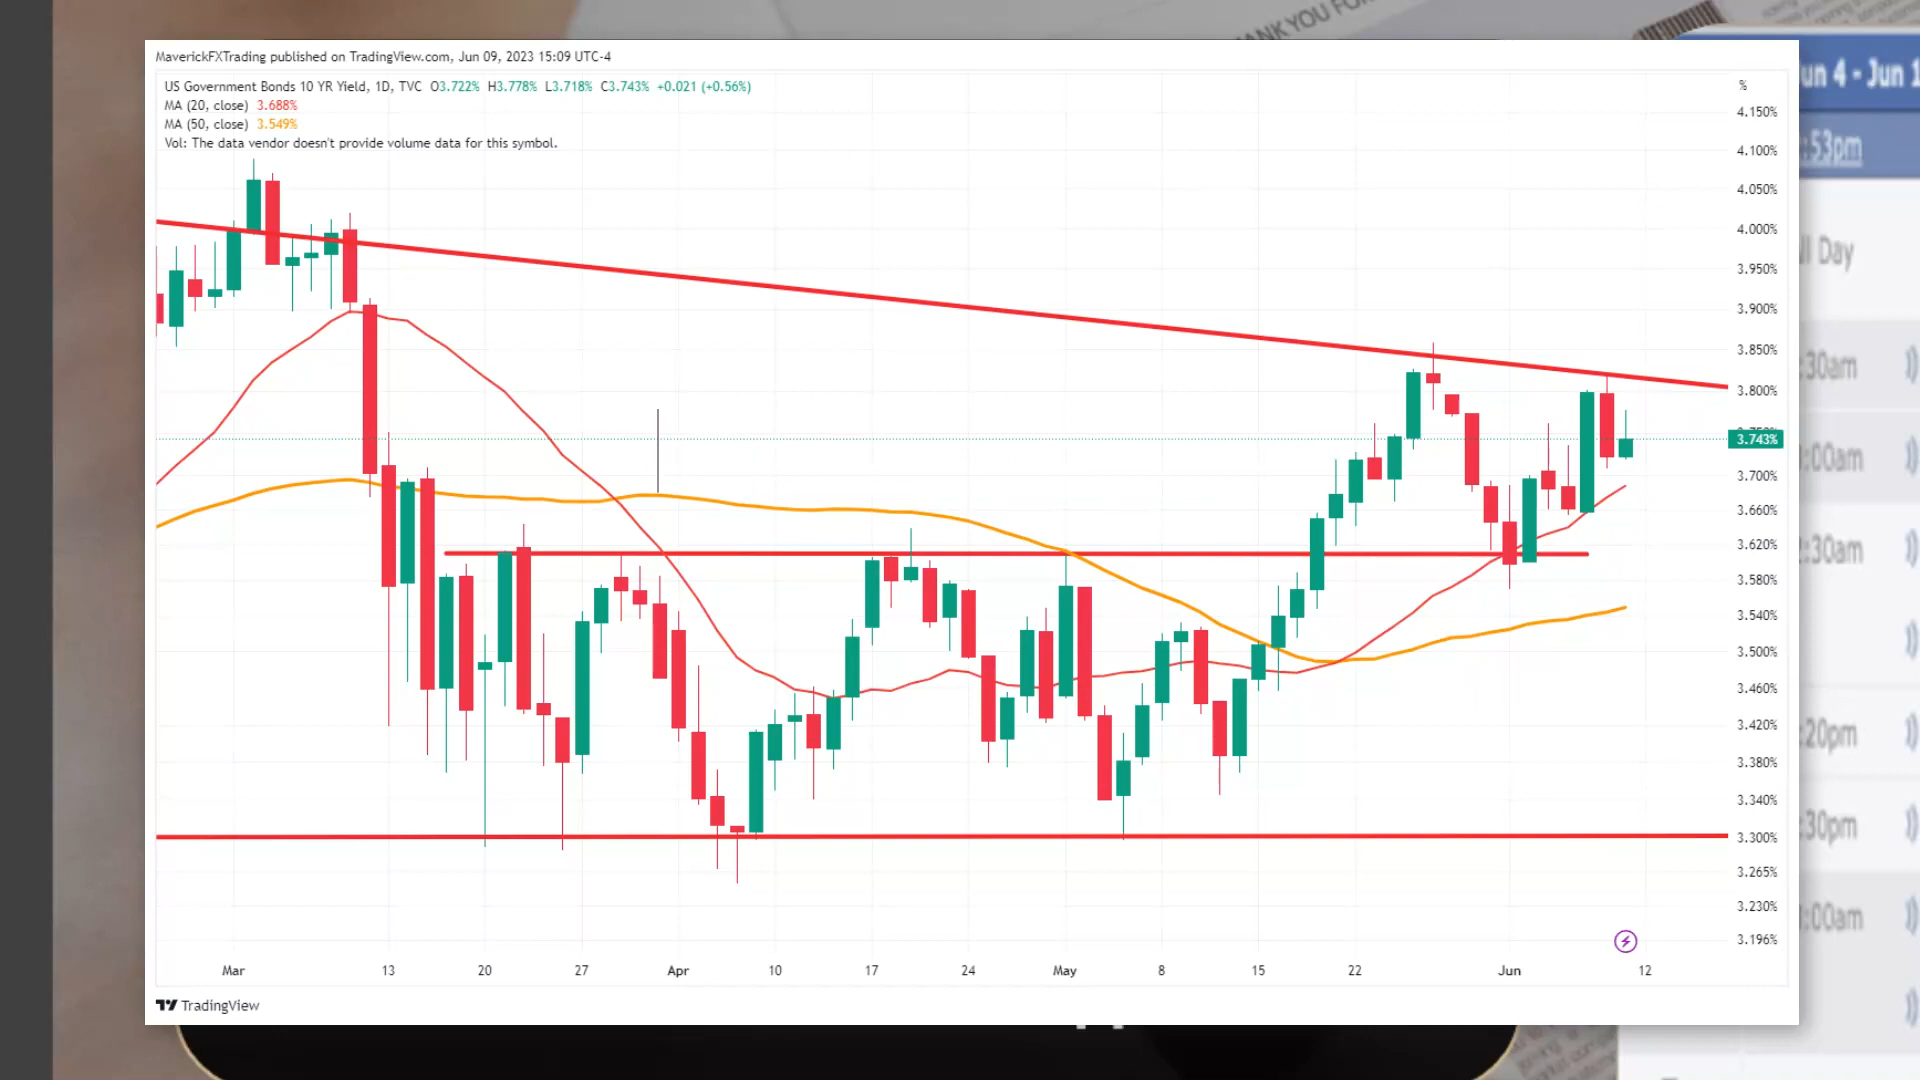 THANK YOU FOR
MaverickFXTrading published on TradingView.com, Jun 09, 2023 15:09 UTC-4
US Government Bonds 10 YR Yield, 1D, TVC O3.722% H3.778% L3.718% C3.743% +0.021 (+0.56%)
MA (20, close) 3.688%
MA (50, close) 3.549%
Vol: The data vendor doesn't provide volume data for this symbol.
%
4.150%
4.100%
4.050%
4.000%
3.950%
3.900%
3.850%
3.800%
3.743%
3.700%
3.660%
3.620%
3.580%
3.540%
3.500%
3.460%
3.420%
3.380%
3.340%
3.300%
3.265%
3.230%
3.196%
Mar 13 20 27 Apr 10 17 24 May 8 15 22 Jun 12
TradingView
Jun 4 - Jun 1
:53pm
All Day
:30am
:00am
:30am
:20pm
:30pm
:00am